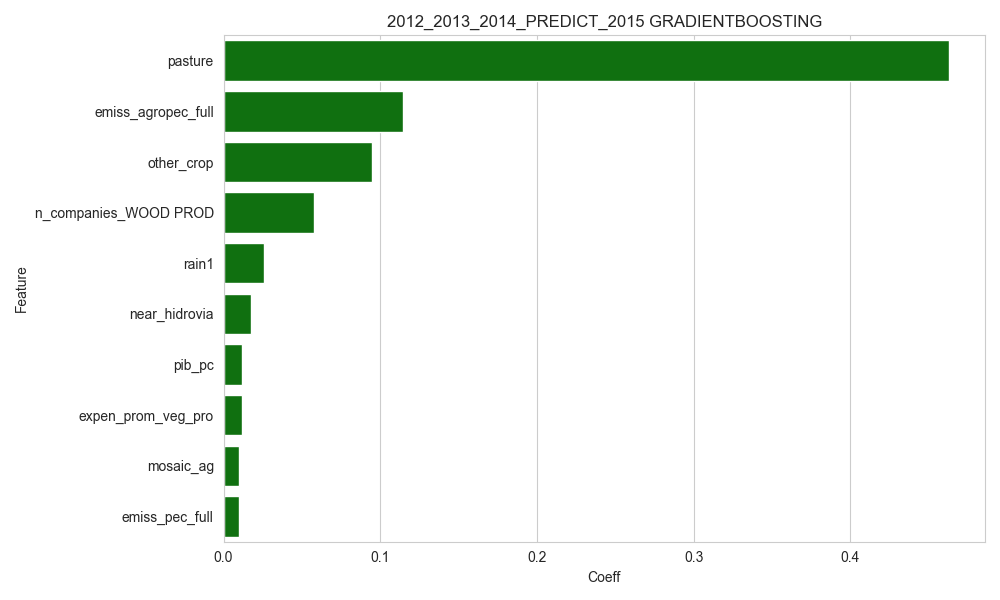 2012_2013_2014_PREDICT_2015 GRADIENTBOOSTING
pasture
emiss_agropec_full
other_crop
n_companies_WOOD PROD
rain1
near_hidrovia
pib_pc
expen_prom_veg_pro
mosaic_ag
emiss_pec_full
Feature
0.0 0.1 0.2 0.3 0.4
Coeff